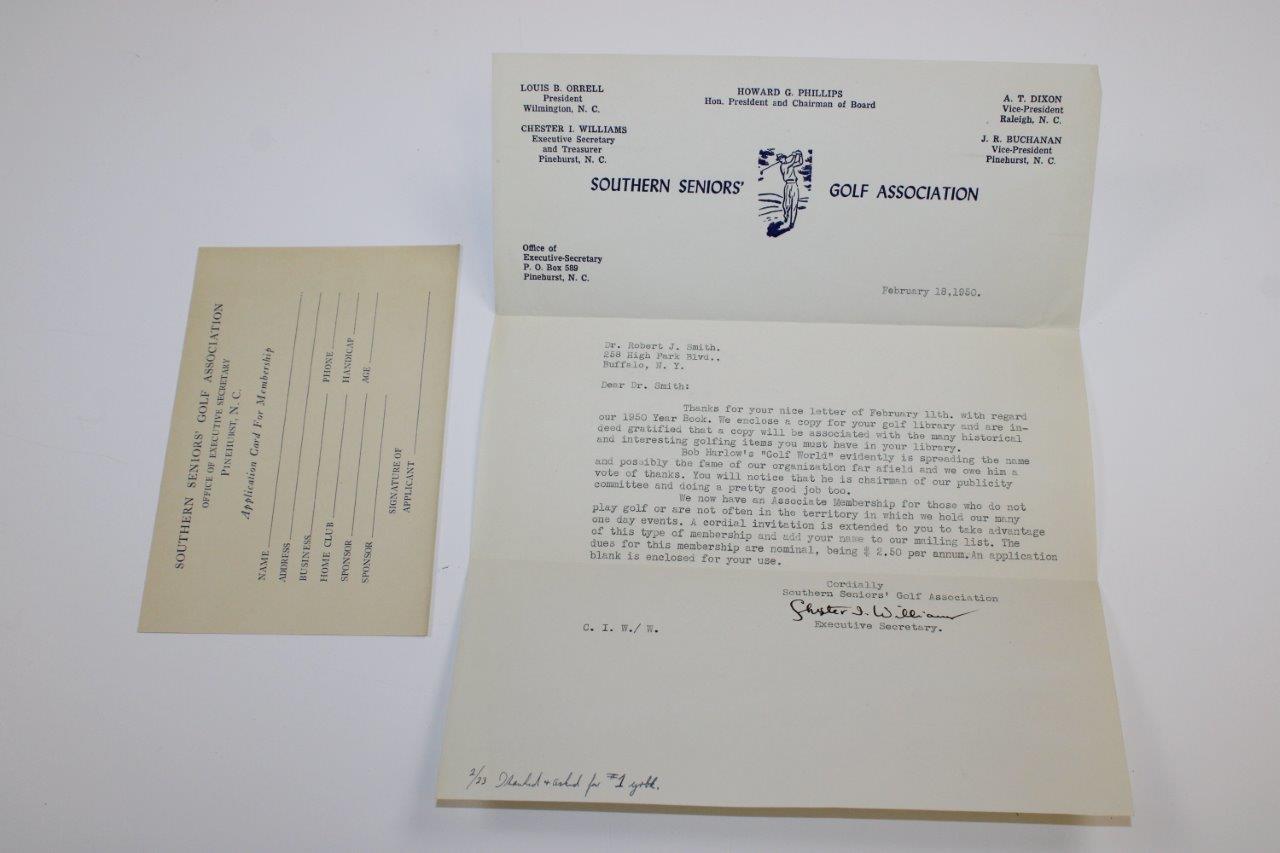 SOUTHERN SENIORS' GOLF ASSOCIATION
OFFICE OF EXECUTIVE SECRETARY
PINEHURST, N. C.
Application Card For Membership
NAME
ADDRESS
BUSINESS
HOME CLUB PHONE
SPONSOR HANDICAP
SPONSOR AGE
SIGNATURE OF
APPLICANT
LOUIS B. ORRELL
President
Wilmington, N. C.
CHESTER I. WILLIAMS
Executive Secretary
and Treasurer
Pinehurst, N. C.
HOWARD G. PHILLIPS
Hon. President and Chairman of Board
A. T. DIXON
Vice-President
Raleigh, N. C.
J. R. BUCHANAN
Vice-President
Pinehurst, N. C.
SOUTHERN SENIORS' GOLF ASSOCIATION
Office of
Executive-Secretary
P. O. Box 589
Pinehurst, N. C.
February 18,1950.
Dr. Robert J. Smith.
258 High Park Blvd..
Buffalo, N. Y.
Dear Dr. Smith:
Thanks for your nice letter of February 11th. with regard
our 1950 Year Book. We enclose a copy for your golf library and are in-
deed gratified that a copy will be associated with the many historical
and interesting golfing items you must have in your library.
Bob Harlow's "Golf World" evidently is spreading the name
and possibly the fame of our organization far afield and we owe him a
vote of thanks. You will notice that he is chairman of our publicity
committee and doing a pretty good job too.
We now have an Associate Membership for those who do not
play golf or are not often in the territory in which we hold our many
one day events. A cordial invitation is extended to you to take advantage
of this type of membership and add your name to our mailing list. The
dues for this membership are nominal, being $ 2.50 per annum.An application
blank is enclosed for your use.
Cordially
Southern Seniors' Golf Association
Chester I. Williams
Executive Secretary.
C. I. W./ W.
2/23 Thanked + asked for #1 yrbk.